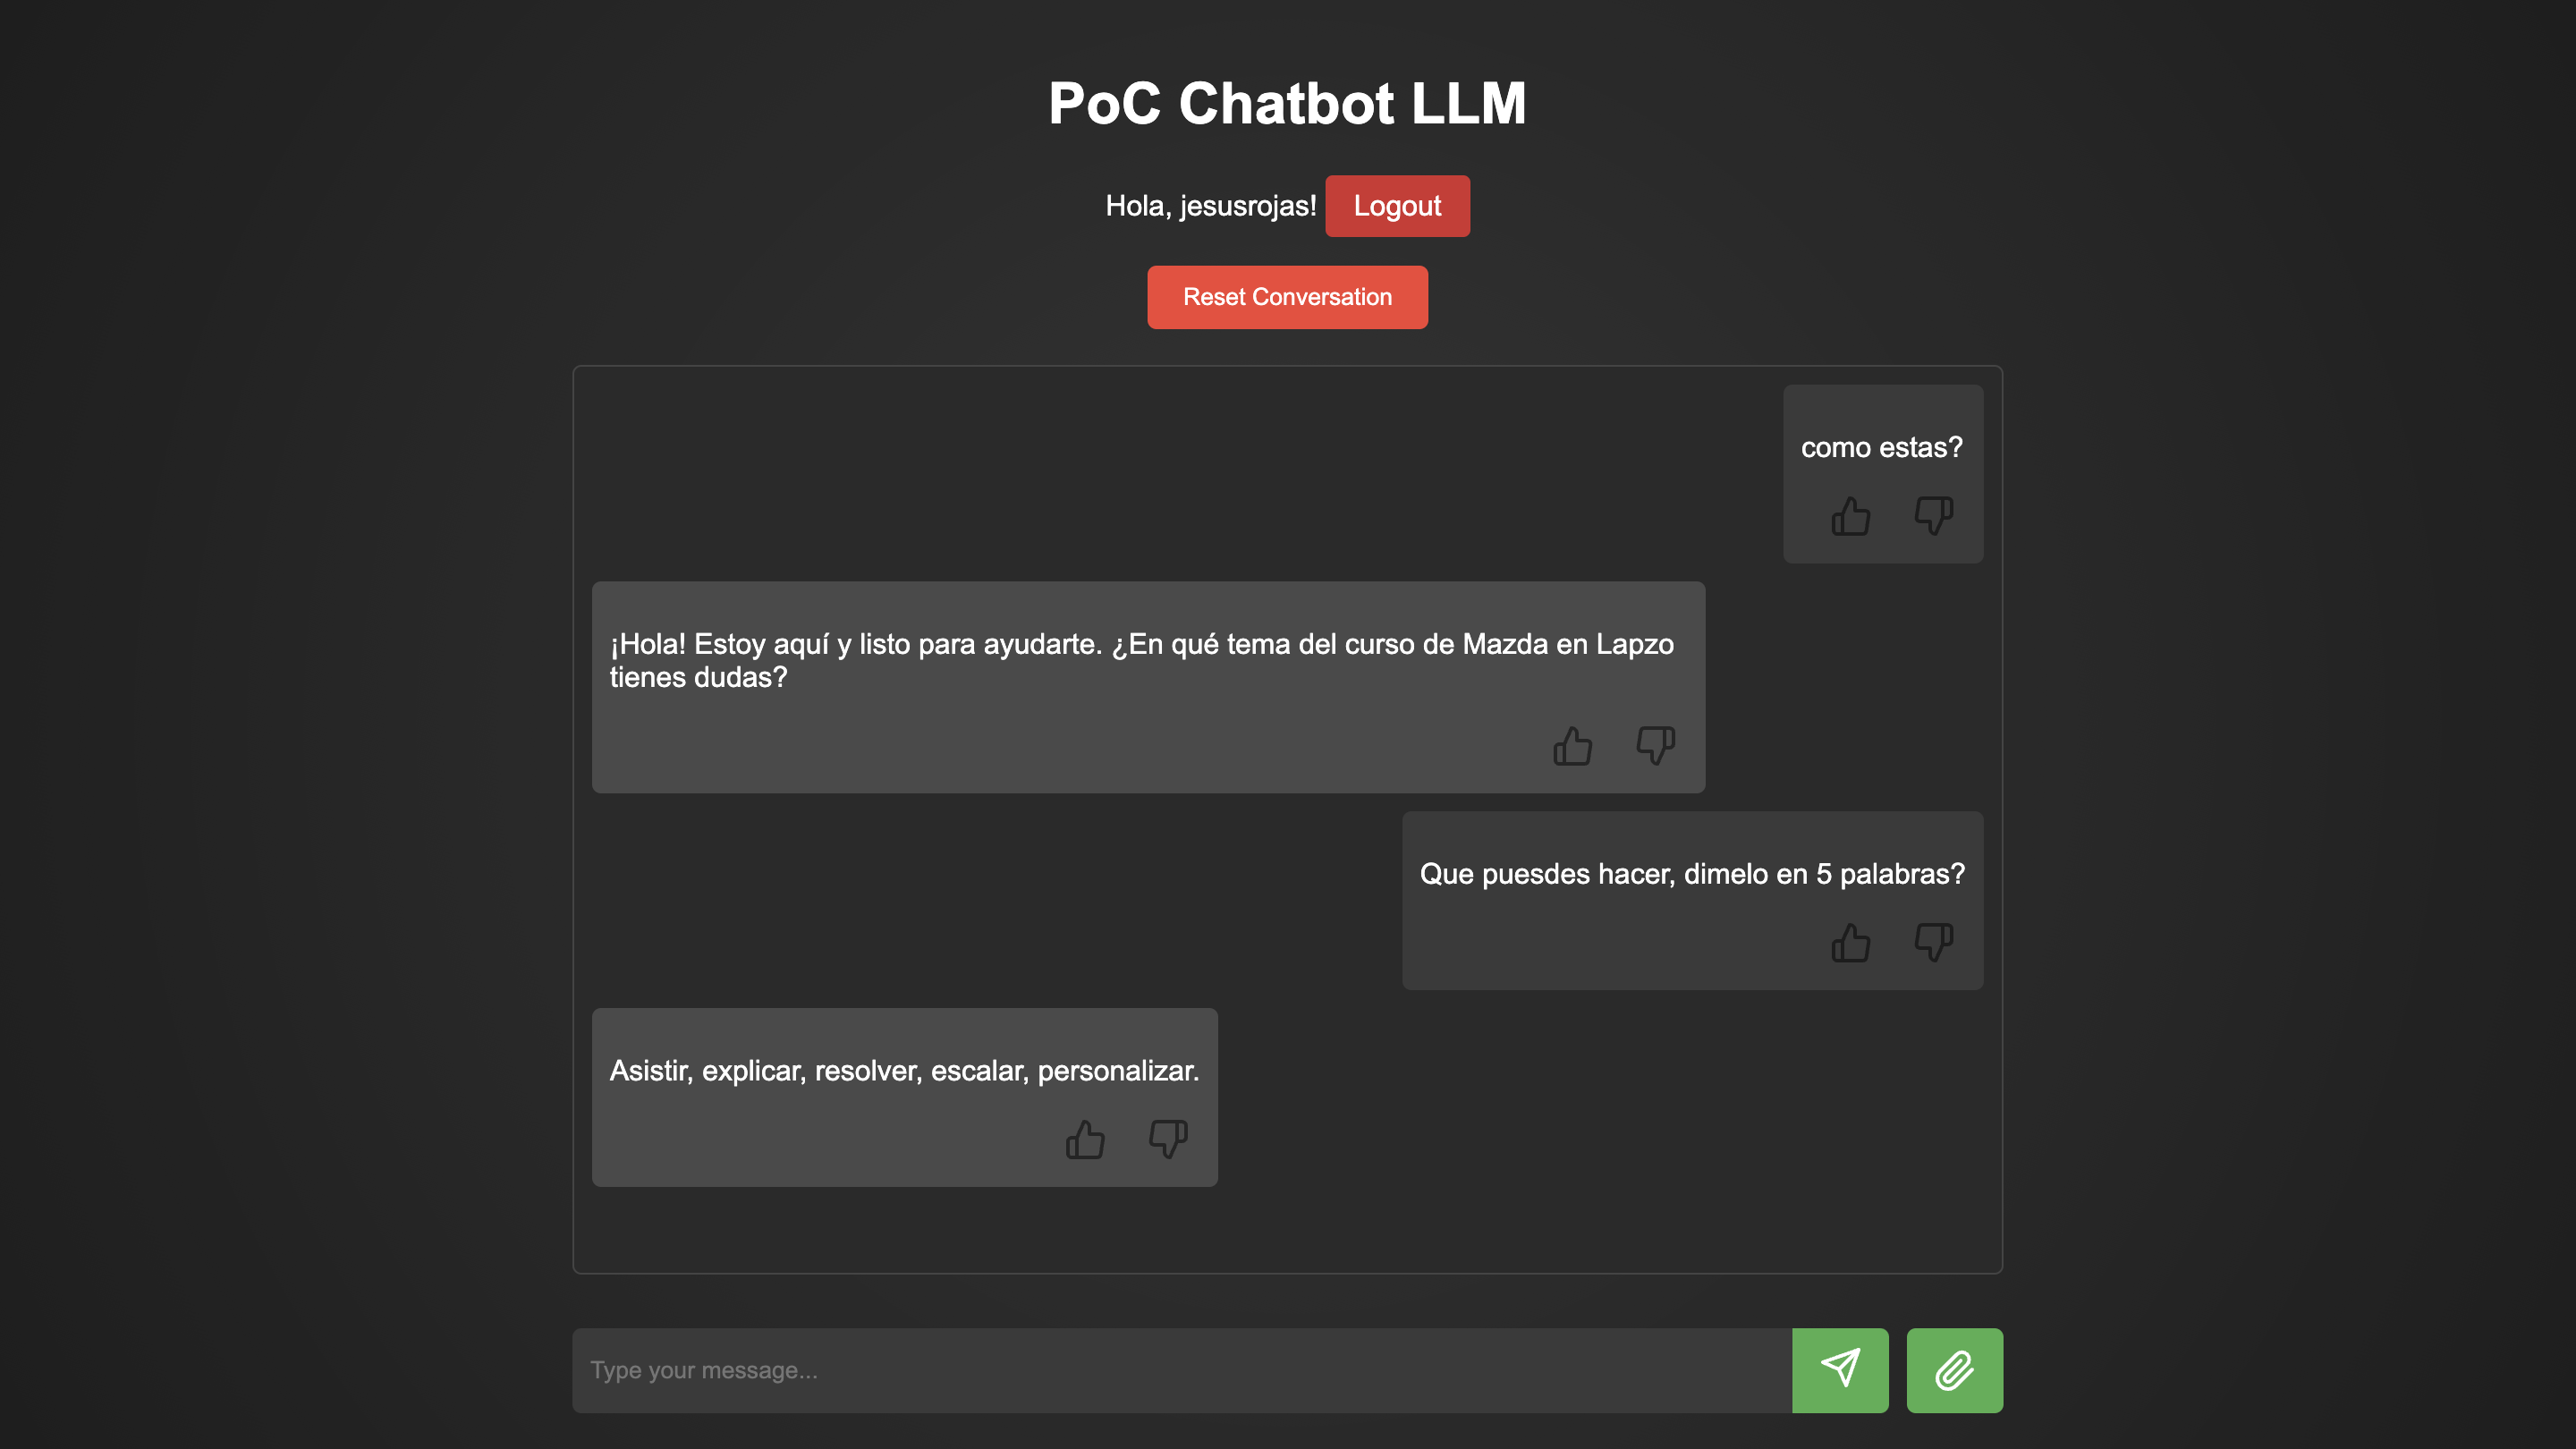 PoC Chatbot LLM
Hola, jesusrojas!
Logout
Reset Conversation
como estas?
¡Hola! Estoy aquí y listo para ayudarte. ¿En qué tema del curso de Mazda en Lapzo
tienes dudas?
Que puesdes hacer, dimelo en 5 palabras?
Asistir, explicar, resolver, escalar, personalizar.
Type your message...